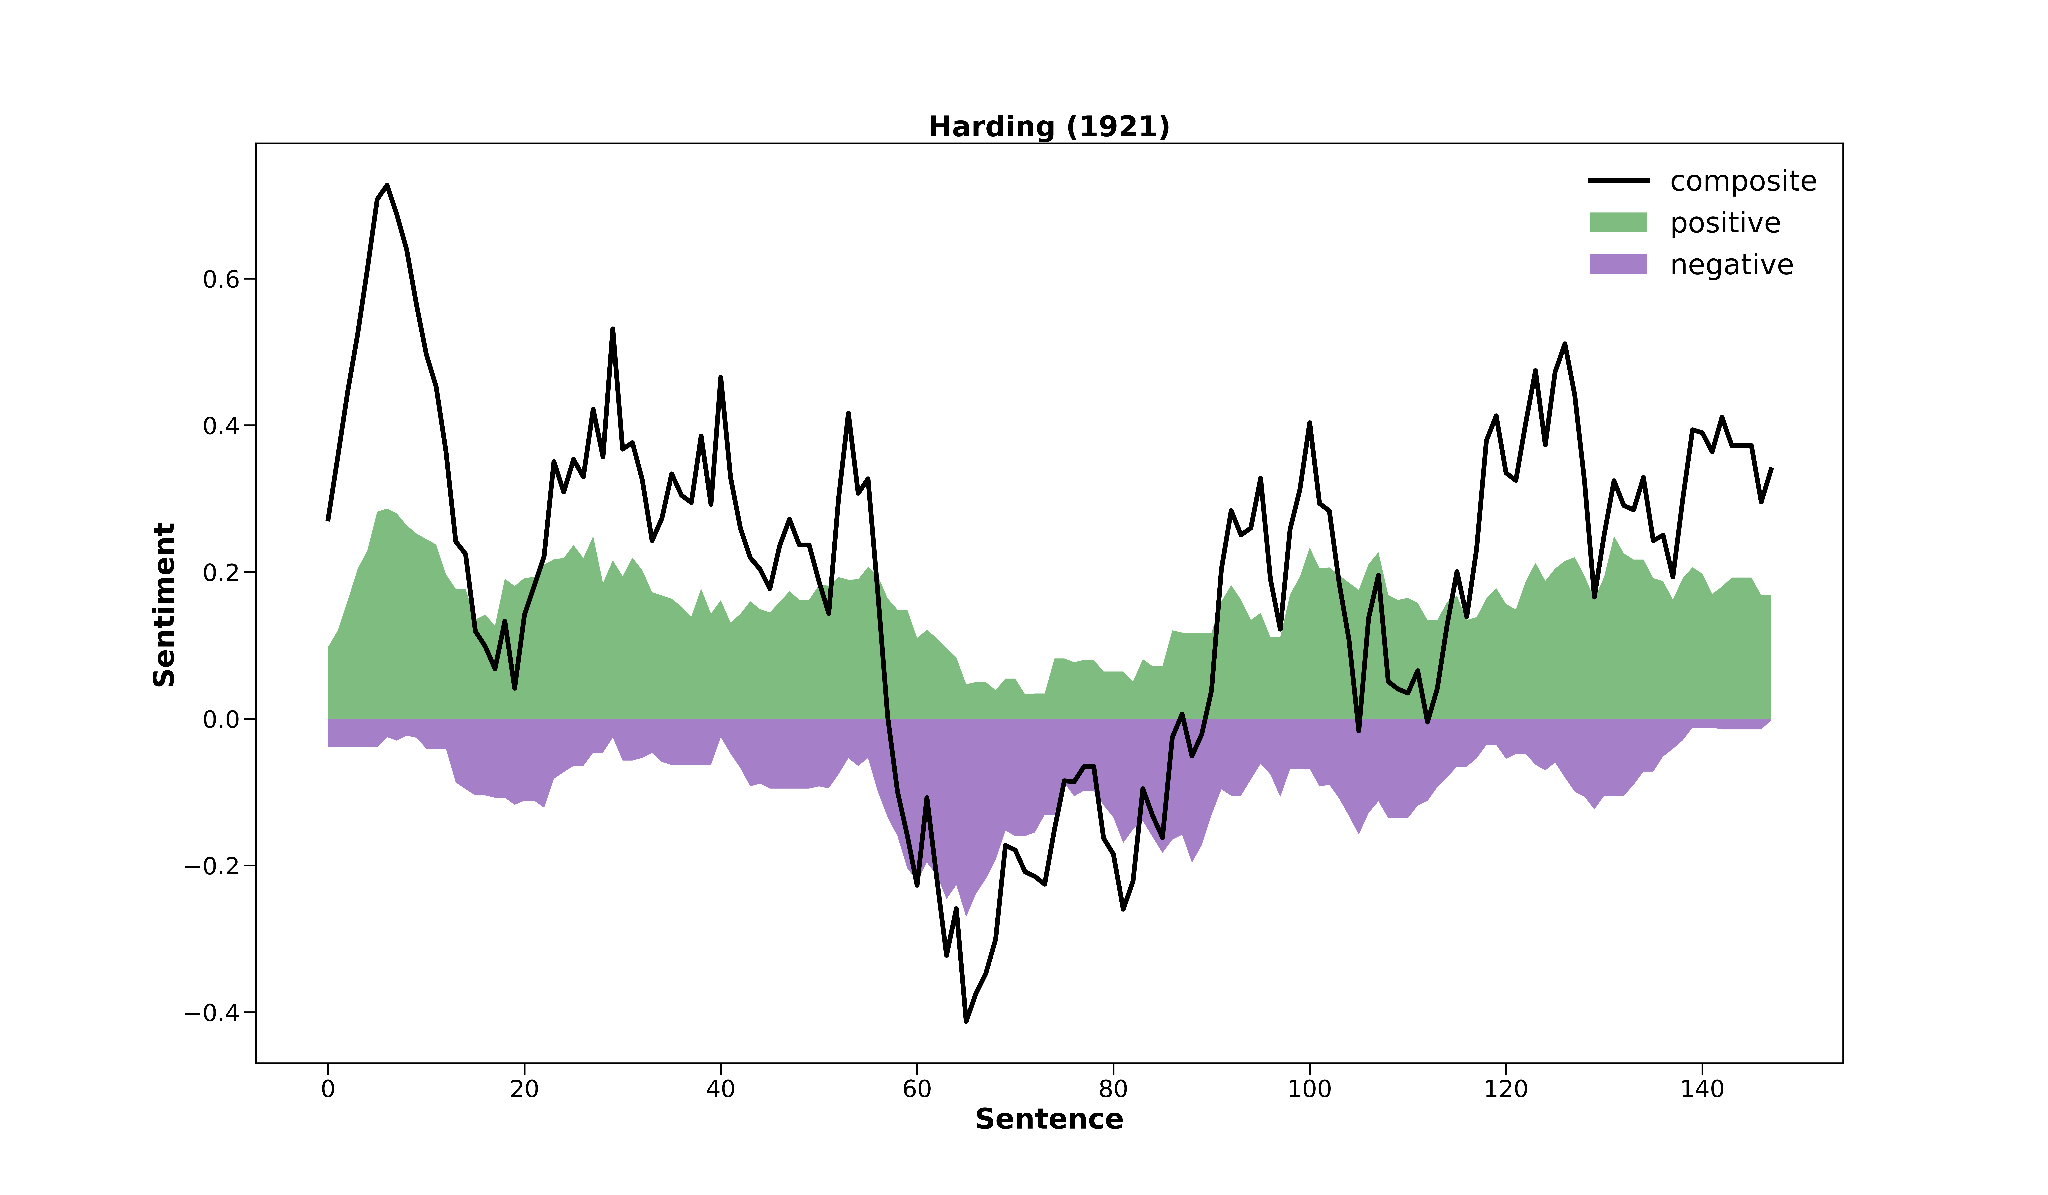 Harding (1921)
composite
positive
negative
Sentiment
0.6
0.4
0.2
0.0
−0.2
−0.4
0 20 40 60 80 100 120 140
Sentence